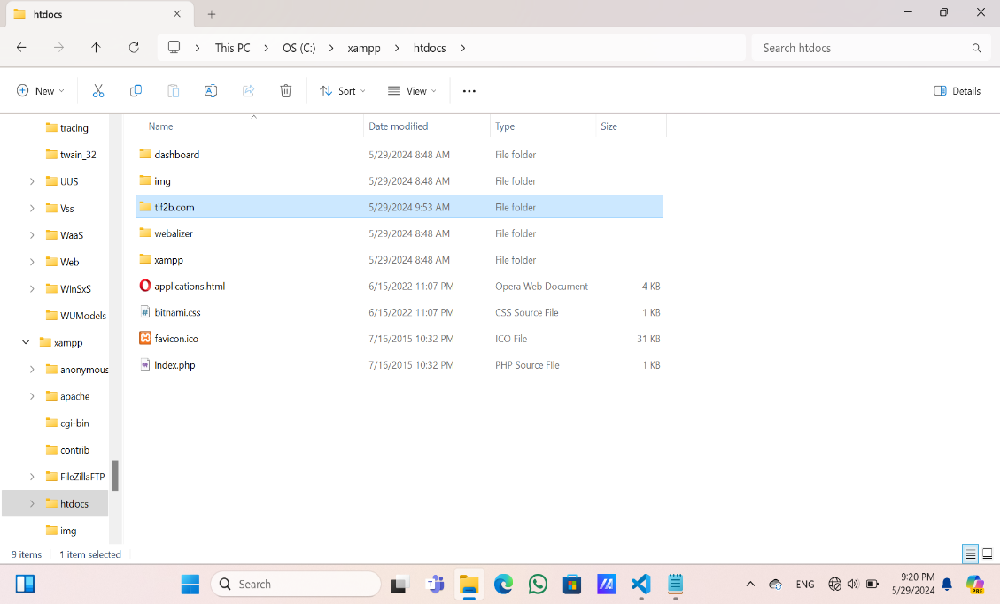 htdocs
This PC > OS (C:) > xampp > htdocs >
Search htdocs
New
Sort
View
Details
tracing
twain_32
UUS
Vss
WaaS
Web
WinSxS
WUModels
xampp
anonymous
apache
cgi-bin
contrib
FileZillaFTP
htdocs
img
Name Date modified Type Size
dashboard 5/29/2024 8:48 AM File folder
img 5/29/2024 8:48 AM File folder
tif2b.com 5/29/2024 9:53 AM File folder
webalizer 5/29/2024 8:48 AM File folder
xampp 5/29/2024 8:48 AM File folder
applications.html 6/15/2022 11:07 PM Opera Web Document 4 KB
bitnami.css 6/15/2022 11:07 PM CSS Source File 1 KB
favicon.ico 7/16/2015 10:32 PM ICO File 31 KB
index.php 7/16/2015 10:32 PM PHP Source File 1 KB
9 items 1 item selected
Search
ENG
9:20 PM
5/29/2024
PRE